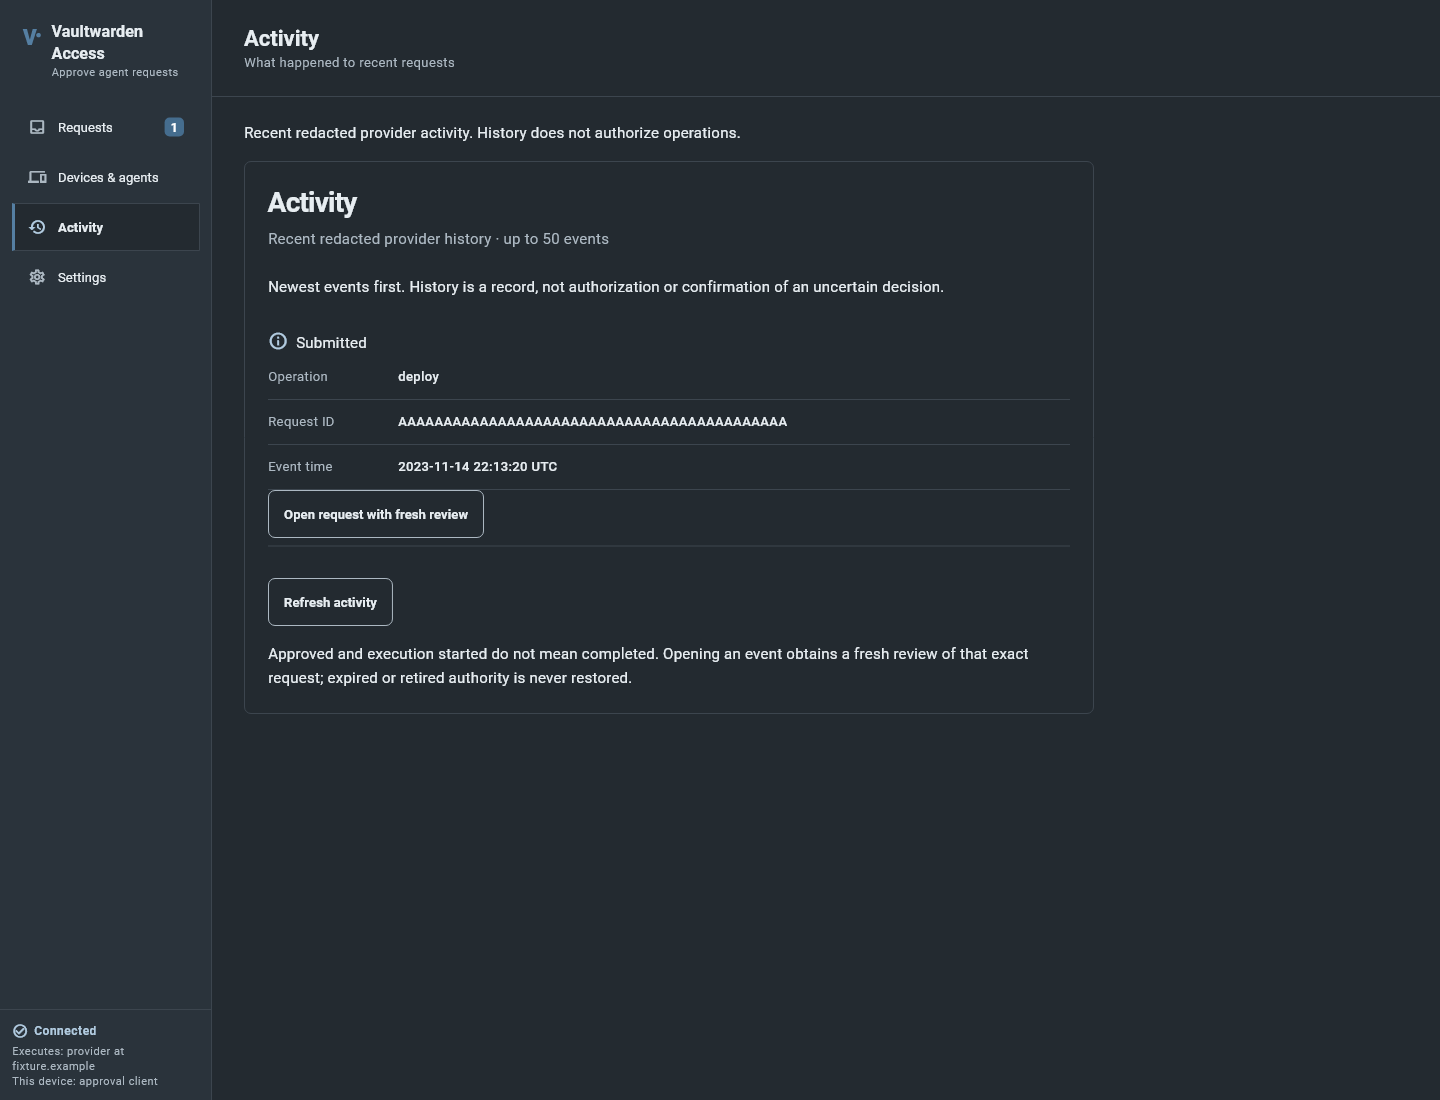 Vaultwarden
Access
Approve agent requests
Requests 1
Devices & agents
Activity
Settings
Connected
Executes: provider at
fixture.example
This device: approval client
Activity
What happened to recent requests
Recent redacted provider activity. History does not authorize operations.
Activity
Recent redacted provider history · up to 50 events
Newest events first. History is a record, not authorization or confirmation of an uncertain decision.
Submitted
Operation deploy
Request ID AAAAAAAAAAAAAAAAAAAAAAAAAAAAAAAAAAAAAAAAAAA
Event time 2023-11-14 22:13:20 UTC
Open request with fresh review
Refresh activity
Approved and execution started do not mean completed. Opening an event obtains a fresh review of that exact
request; expired or retired authority is never restored.